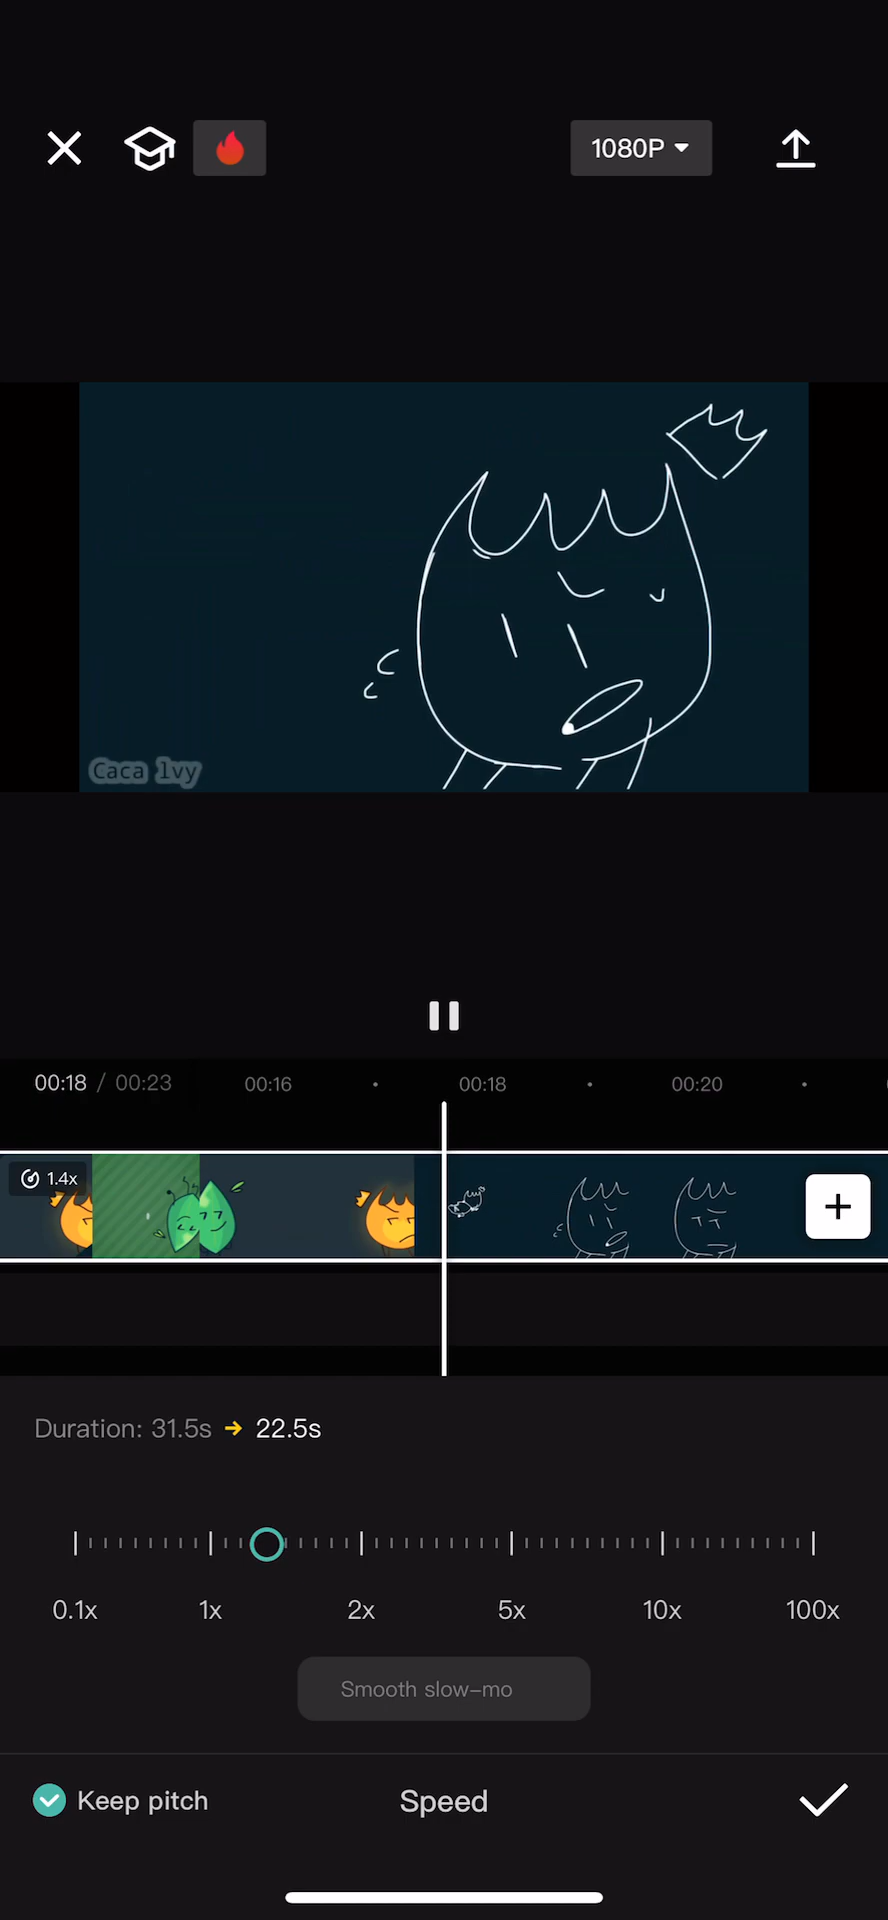 1080P
Caca lvy
00:18 / 00:23 00:16 00:18 00:20
1.4x
Duration: 31.5s → 22.5s
0.1x 1x 2x 5x 10x 100x
Smooth slow-mo
Keep pitch Speed